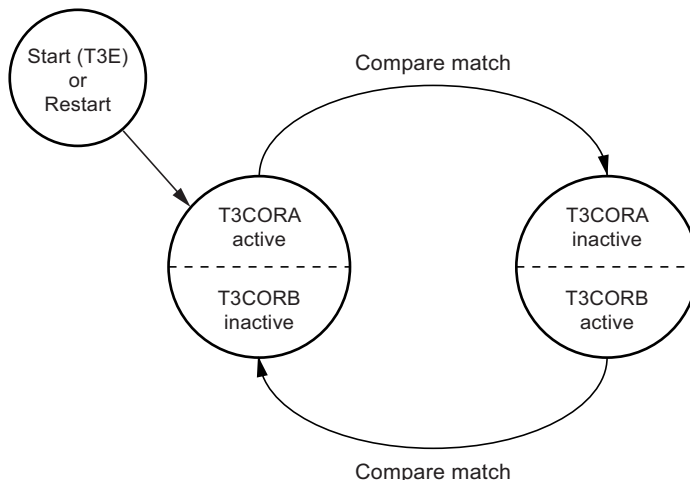 Start (T3E)
or
Restart
Compare match
T3CORA
active
T3CORB
inactive
T3CORA
inactive
T3CORB
active
Compare match